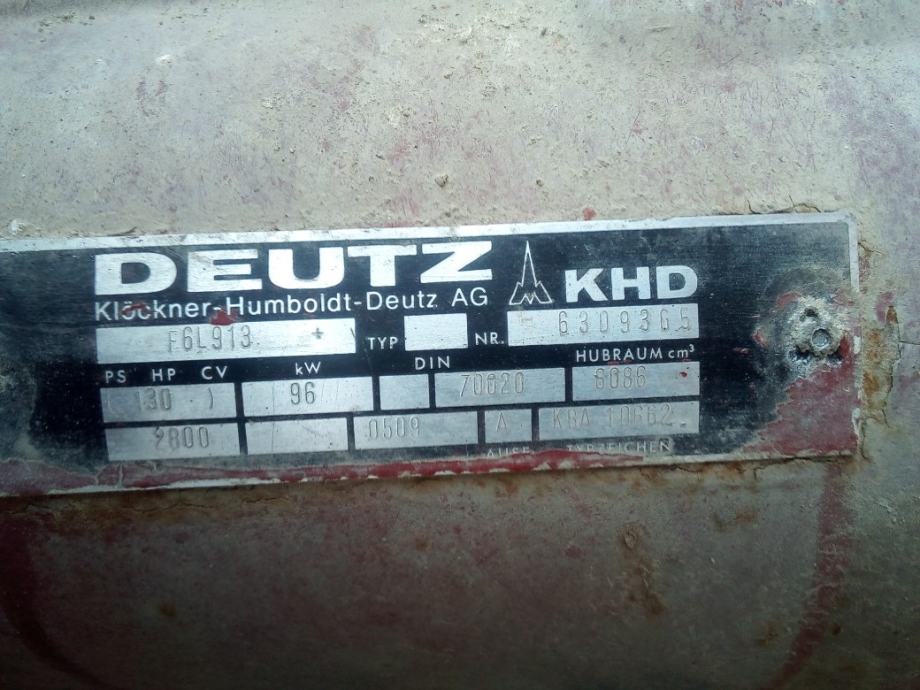 DEUTZ KHD
Klöckner-Humboldt-Deutz AG
F6L913 + TYP NR. 6309365
PS HP CV kW DIN HUBRAUM cm³
( 130 ) 96 70020 6086
2800 0509 A KBA 10662